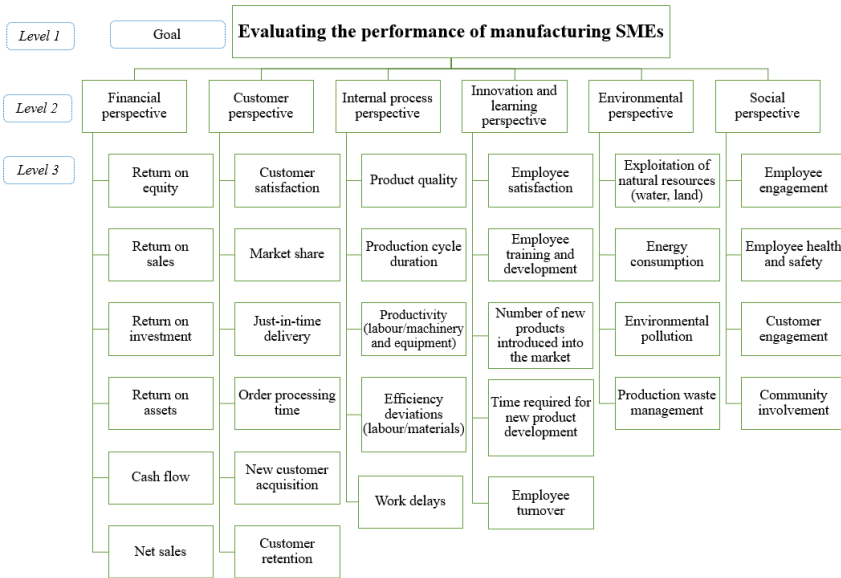 Level 1
Goal
Evaluating the performance of manufacturing SMEs
Level 2
Financial
perspective
Customer
perspective
Internal process
perspective
Innovation and
learning
perspective
Environmental
perspective
Social
perspective
Level 3
Return on
equity
Return on
sales
Return on
investment
Return on
assets
Cash flow
Net sales
Customer
satisfaction
Market share
Just-in-time
delivery
Order processing
time
New customer
acquisition
Customer
retention
Product quality
Production cycle
duration
Productivity
(labour/machinery
and equipment)
Efficiency
deviations
(labour/materials)
Work delays
Employee
satisfaction
Employee
training and
development
Number of new
products
introduced into
the market
Time required for
new product
development
Employee
turnover
Exploitation of
natural resources
(water, land)
Energy
consumption
Environmental
pollution
Production waste
management
Employee
engagement
Employee health
and safety
Customer
engagement
Community
involvement